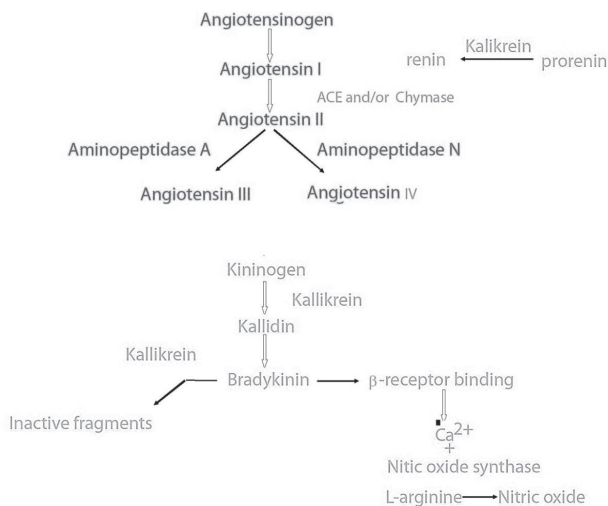 Angiotensinogen
Kalikrein
renin prorenin
Angiotensin I
ACE and/or Chymase
Angiotensin II
Aminopeptidase A Aminopeptidase N
Angiotensin III Angiotensin IV
Kininogen
Kallikrein
Kallidin
Kallikrein
Bradykinin β-receptor binding
Inactive fragments
Ca2+
+
Nitic oxide synthase
L-arginine Nitric oxide